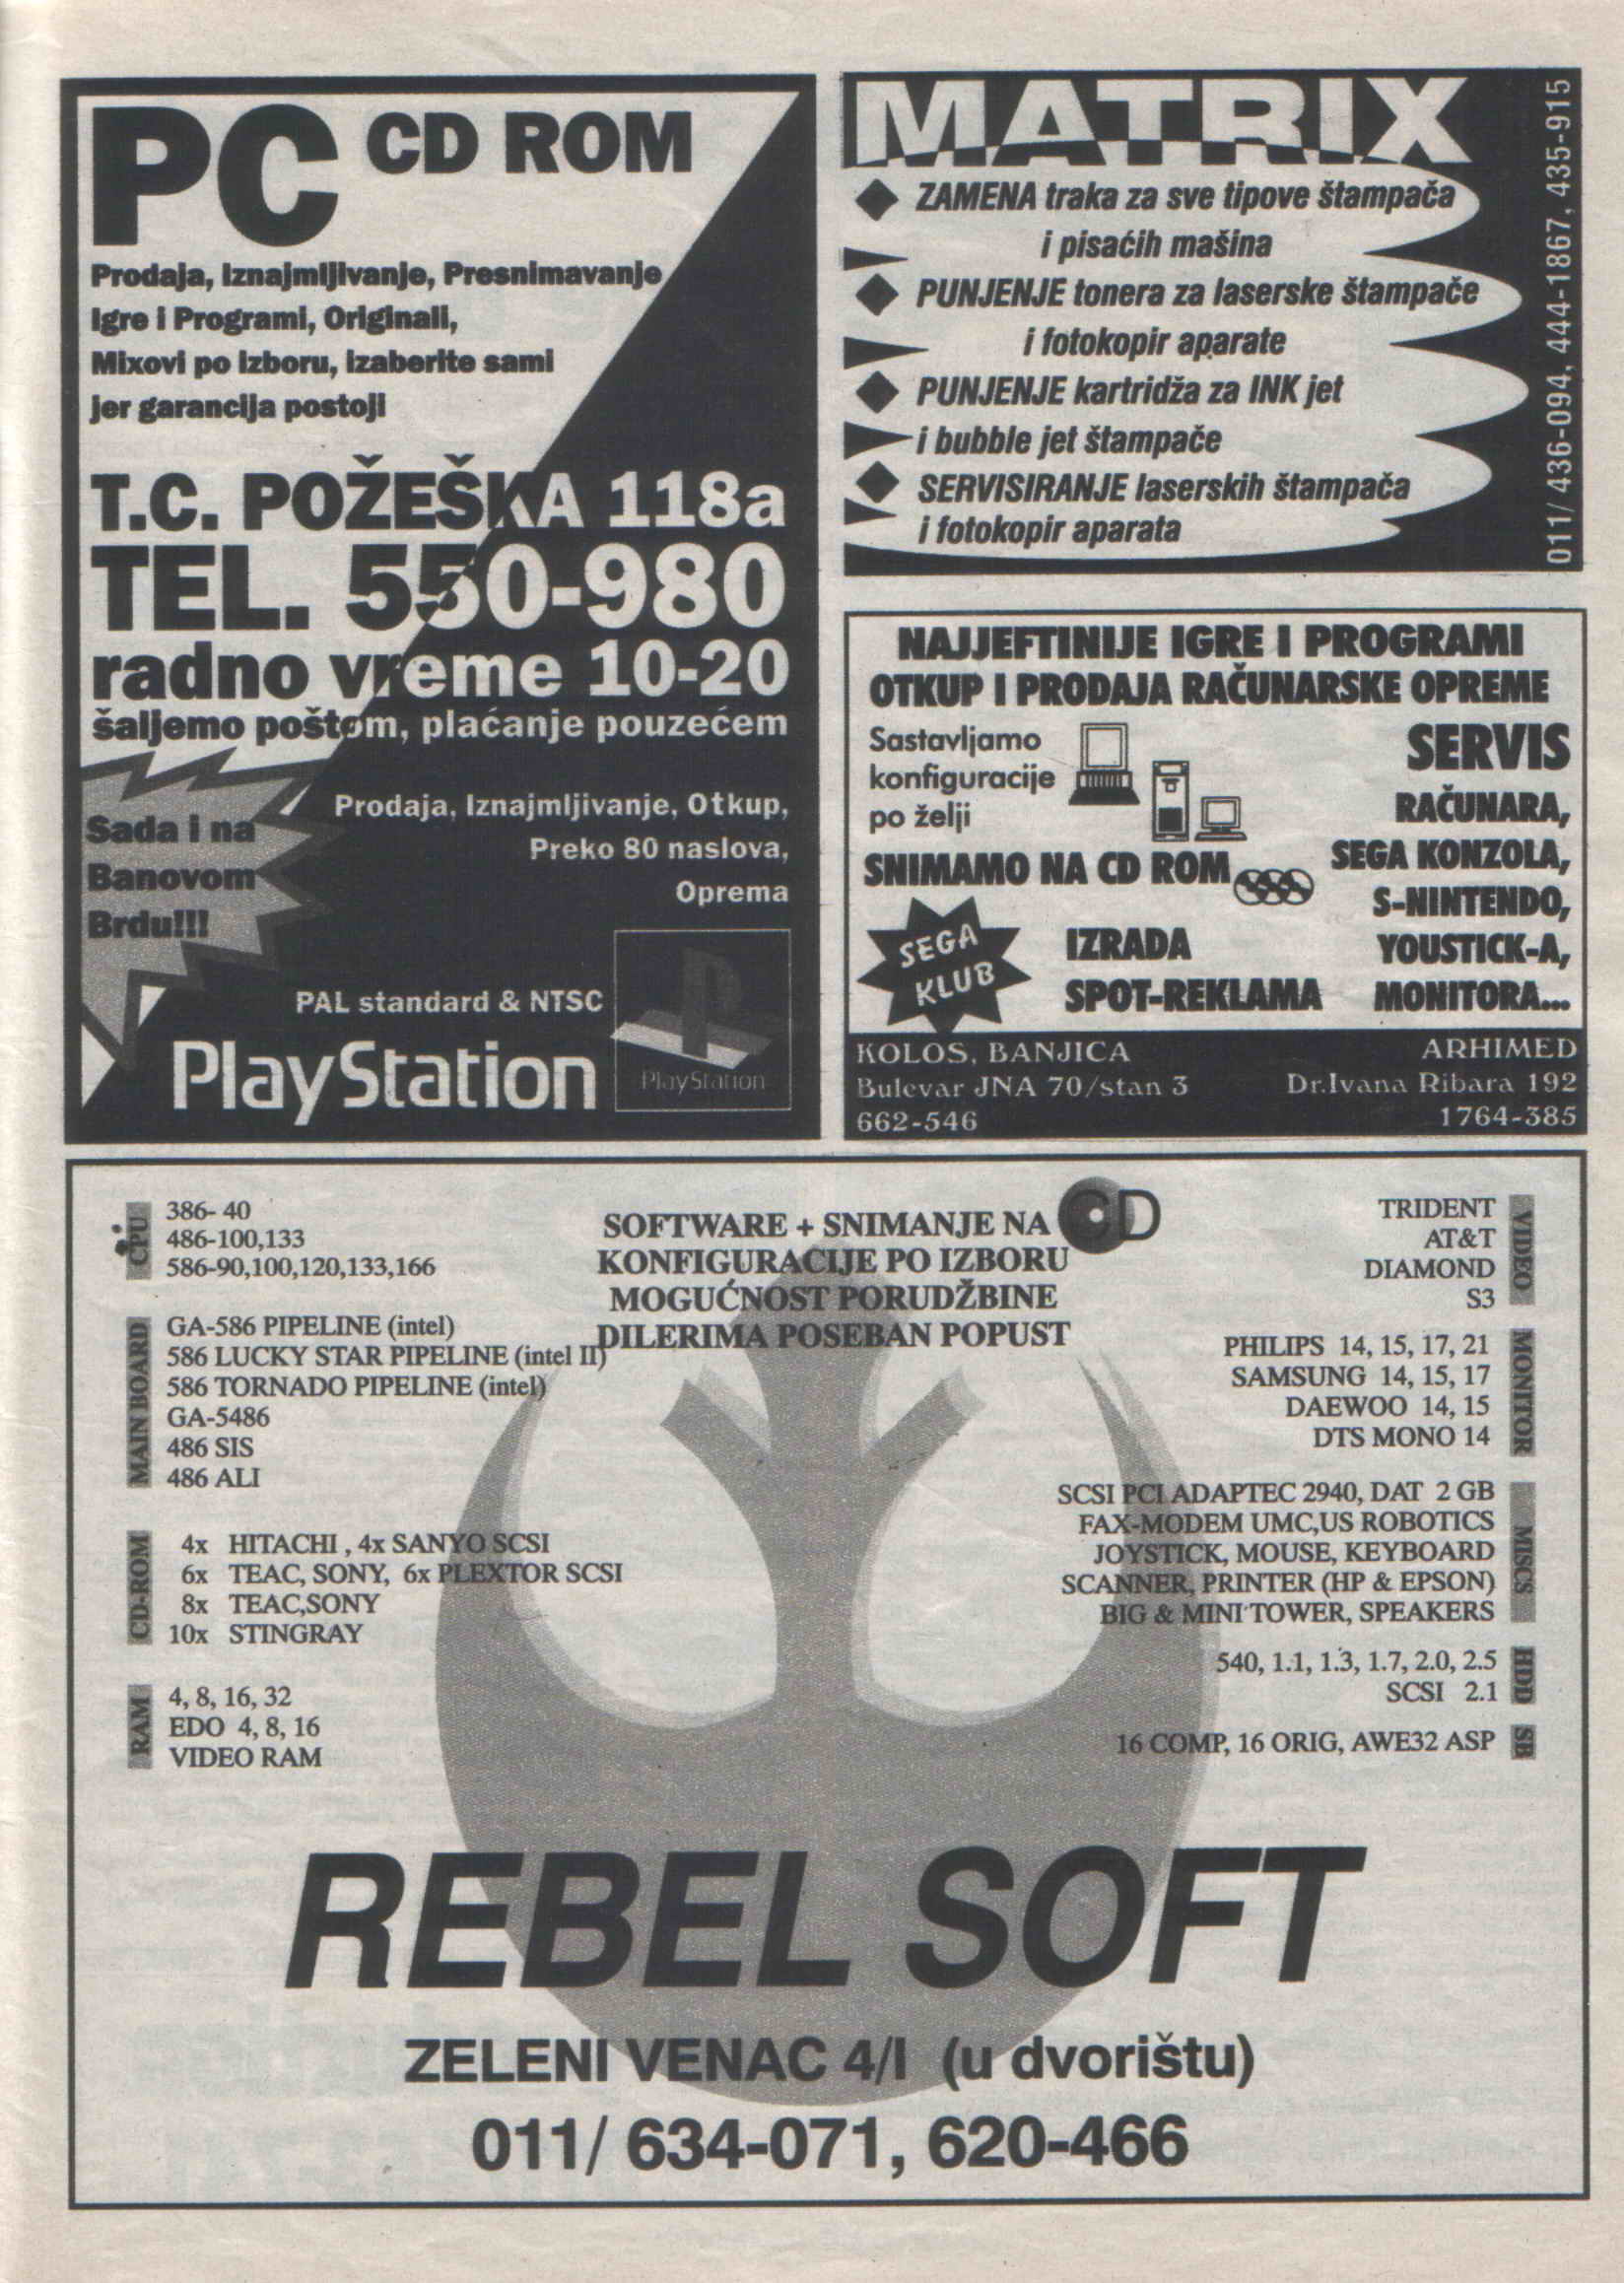 PC CD ROM
Prodaja, Iznajmljivanje, Presnimavanje
Igre i Programi, Originali,
Mixovi po izboru, izaberite sami
jer garancija postoji
T.C. POŽEŠKA 118a
TEL. 550-980
radno vreme 10-20
šaljemo poštom, plaćanje pouzećem
Sada i na
Banovom
Brdu!!!
Prodaja, Iznajmljivanje, Otkup,
Preko 80 naslova,
Oprema
PAL standard & NTSC
PlayStation
PlayStation
MATRIX
ZAMENA traka za sve tipove štampača
i pisaćih mašina
PUNJENJE tonera za laserske štampače
i fotokopir aparate
PUNJENJE kartridža za INK jet
i bubble jet štampače
SERVISIRANJE laserskih štampača
i fotokopir aparata
011/ 436-094, 444-1867, 435-915
NAJJEFTINIJE IGRE I PROGRAMI
OTKUP I PRODAJA RAČUNARSKE OPREME
Sastavljamo
konfiguracije
po želji
SNIMAMO NA CD ROM
SEGA
KLUB
IZRADA
SPOT-REKLAMA
SERVIS
RAČUNARA,
SEGA KONZOLA,
S-NINTENDO,
YOUSTICK-A,
MONITORA...
KOLOS, BANJICA
Bulevar JNA 70/stan 3
662-546
ARHIMED
Dr.Ivana Ribara 192
1764-385
CPU
386- 40
486-100,133
586-90,100,120,133,166
MAIN BOARD
GA-586 PIPELINE (intel)
586 LUCKY STAR PIPELINE (intel II)
586 TORNADO PIPELINE (intel)
GA-5486
486 SIS
486 ALI
CD-ROM
4x HITACHI , 4x SANYO SCSI
6x TEAC, SONY, 6x PLEXTOR SCSI
8x TEAC,SONY
10x STINGRAY
RAM
4, 8, 16, 32
EDO 4, 8, 16
VIDEO RAM
SOFTWARE + SNIMANJE NA CD
KONFIGURACIJE PO IZBORU
MOGUĆNOST PORUDŽBINE
DILERIMA POSEBAN POPUST
VIDEO
TRIDENT
AT&T
DIAMOND
S3
MONITOR
PHILIPS 14, 15, 17, 21
SAMSUNG 14, 15, 17
DAEWOO 14, 15
DTS MONO 14
MISCS
SCSI PCI ADAPTEC 2940, DAT 2 GB
FAX-MODEM UMC,US ROBOTICS
JOYSTICK, MOUSE, KEYBOARD
SCANNER, PRINTER (HP & EPSON)
BIG & MINI TOWER, SPEAKERS
HDD
540, 1.1, 1.3, 1.7, 2.0, 2.5
SCSI 2.1
SB
16 COMP, 16 ORIG, AWE32 ASP
REBEL SOFT
ZELENI VENAC 4/I (u dvorištu)
011/ 634-071, 620-466